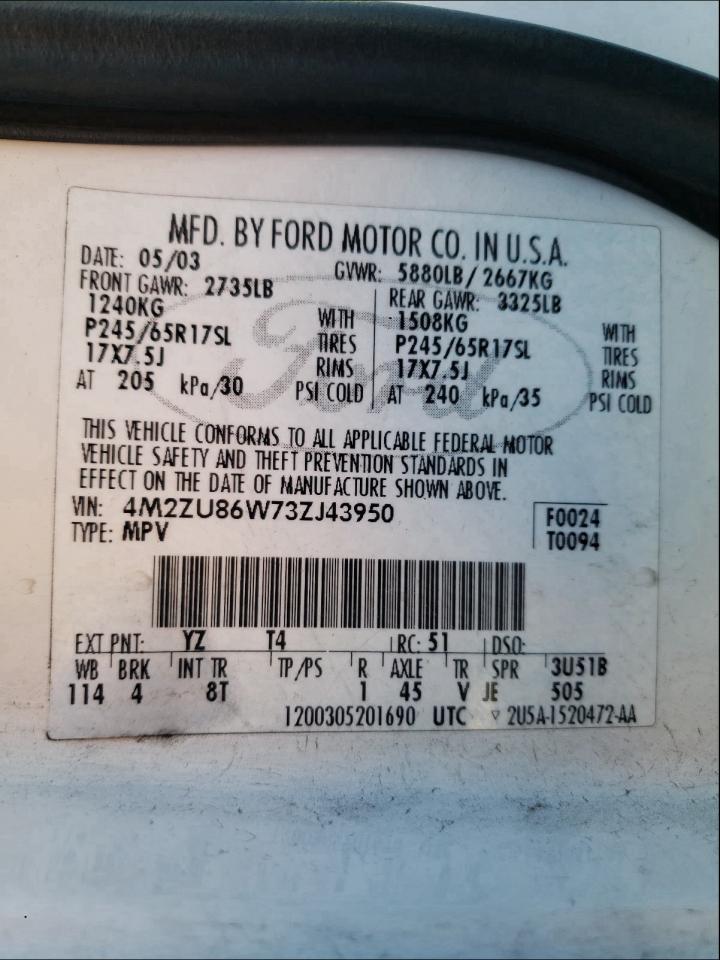 MFD. BY FORD MOTOR CO. IN U.S.A.
DATE: 05/03 GVWR: 5880LB/2667KG
FRONT GAWR: 2735LB REAR GAWR: 3325LB
1240KG WITH 1508KG WITH
P245/65R17SL TIRES P245/65R17SL TIRES
17X7.5J RIMS 17X7.5J RIMS
AT 205 kPa/30 PSI COLD AT 240 kPa/35 PSI COLD
Ford
THIS VEHICLE CONFORMS TO ALL APPLICABLE FEDERAL MOTOR
VEHICLE SAFETY AND THEFT PREVENTION STANDARDS IN
EFFECT ON THE DATE OF MANUFACTURE SHOWN ABOVE.
VIN: 4M2ZU86W73ZJ43950 F0024
TYPE: MPV T0094
EXT PNT: YZ T4 RC: 51 DSO:
WB BRK INT TR TP/PS R AXLE TR SPR 3U51B
114 4 8T 1 45 V JE 505
1200305201690 UTC ▽ 2U5A-1520472-AA